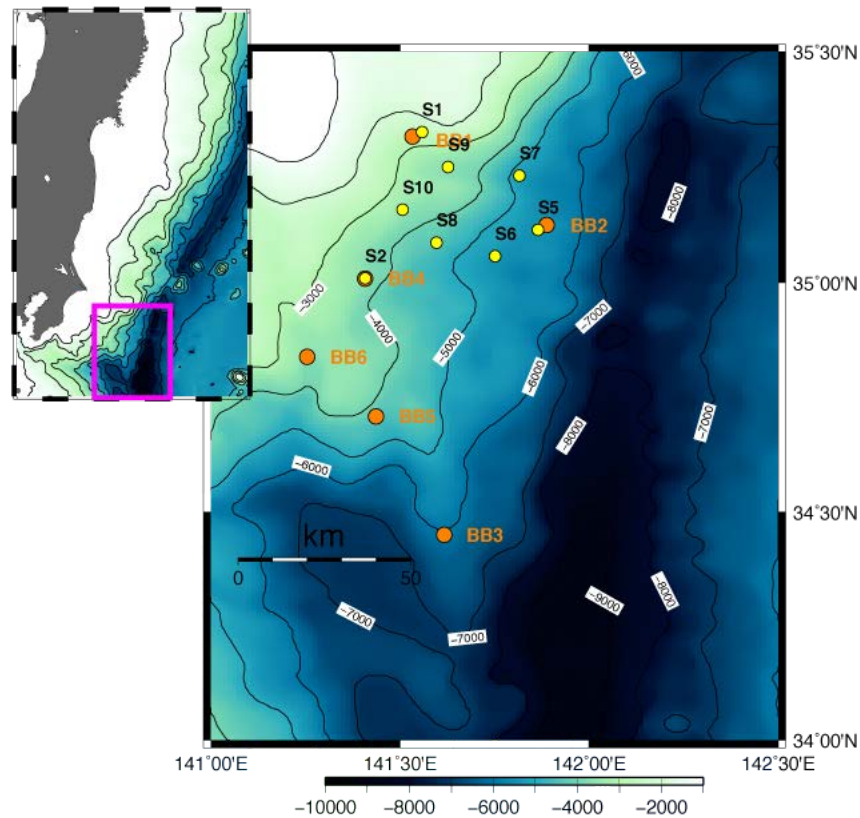 35˚30'N
−6000
S1
BB1
S9
S7
−8000
S10
S8
S5
BB2
S6
S2
BB4
35˚00'N
−3000
−7000
−4000
−5000
BB6
−6000
BB5
−8000
−7000
−6000
34˚30'N
km
BB3
0
50
−9000
−8000
−7000
−7000
34˚00'N
141˚00'E
141˚30'E
142˚00'E
142˚30'E
−10000
−8000
−6000
−4000
−2000